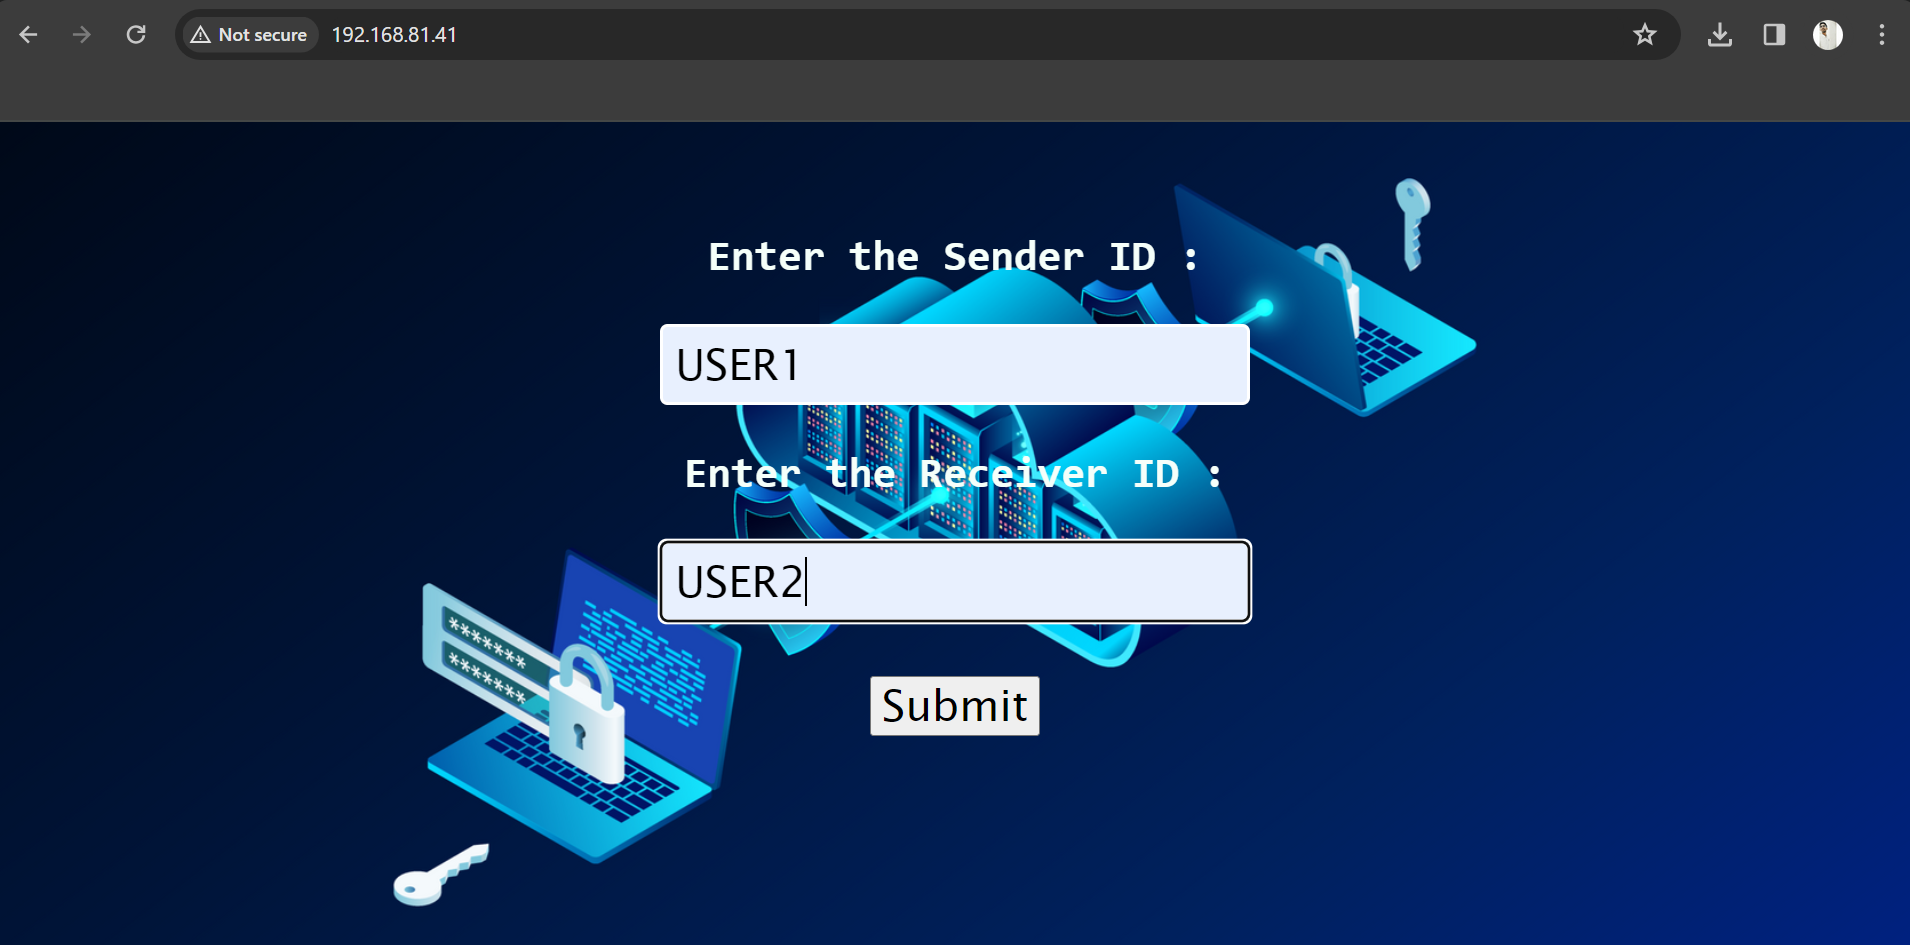 Not secure 192.168.81.41
Enter the Sender ID :
USER1
Enter the Receiver ID :
USER2
*******
*******
Submit